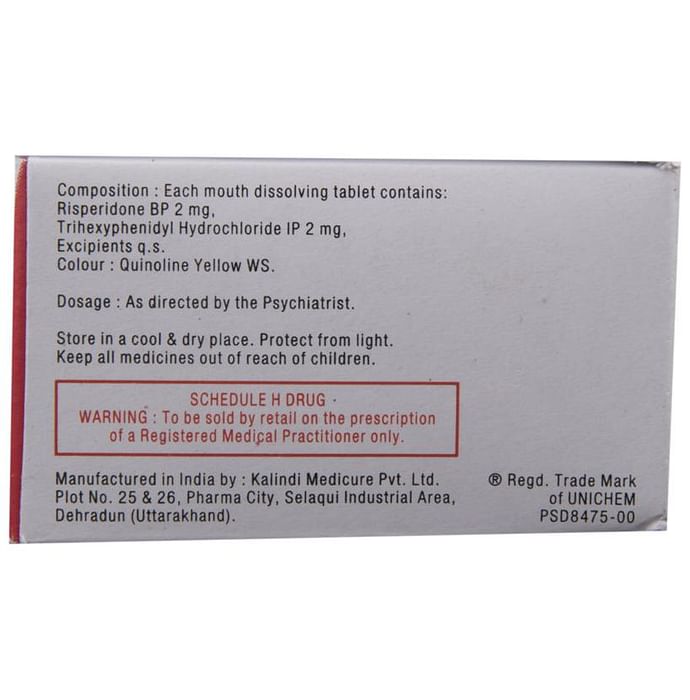 Composition : Each mouth dissolving tablet contains:
Risperidone BP 2 mg,
Trihexyphenidyl Hydrochloride IP 2 mg,
Excipients q.s.
Colour : Quinoline Yellow WS.
Dosage : As directed by the Psychiatrist.
Store in a cool & dry place. Protect from light.
Keep all medicines out of reach of children.
SCHEDULE H DRUG
WARNING : To be sold by retail on the prescription
of a Registered Medical Practitioner only.
Manufactured in India by : Kalindi Medicure Pvt. Ltd.
Plot No. 25 & 26, Pharma City, Selaqui Industrial Area,
Dehradun (Uttarakhand).
® Regd. Trade Mark
of UNICHEM
PSD8475-00